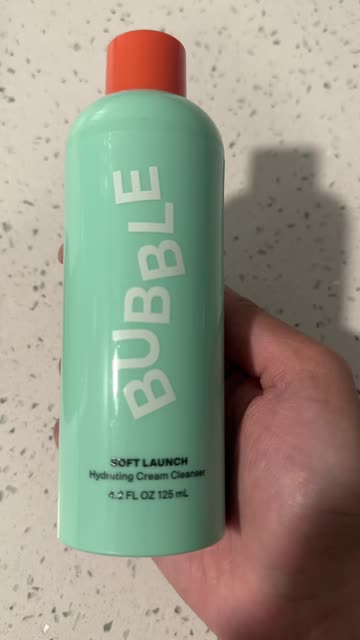 BUBBLE
SOFT LAUNCH
Hydrating Cream Cleanser
4.2 FL OZ 125 mL